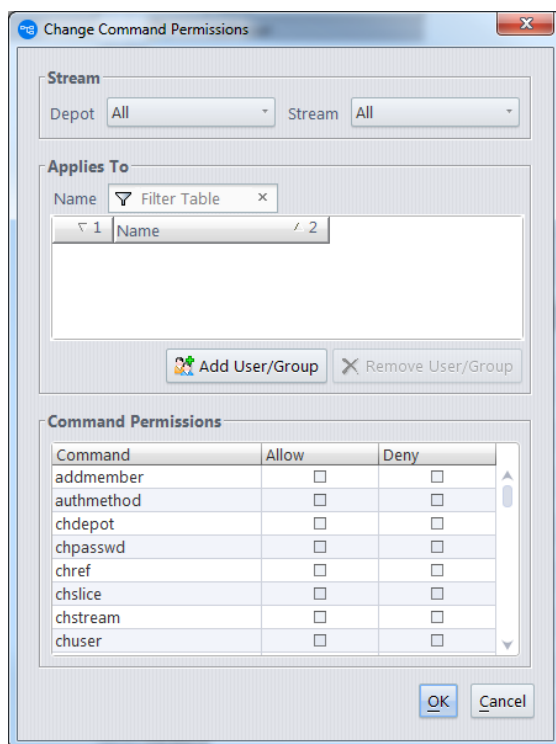 Change Command Permissions
Stream
Depot All Stream All
Applies To
Name Filter Table ×
1 Name 2
Add User/Group Remove User/Group
Command Permissions
Command Allow Deny
addmember
authmethod
chdepot
chpasswd
chref
chslice
chstream
chuser
OK Cancel